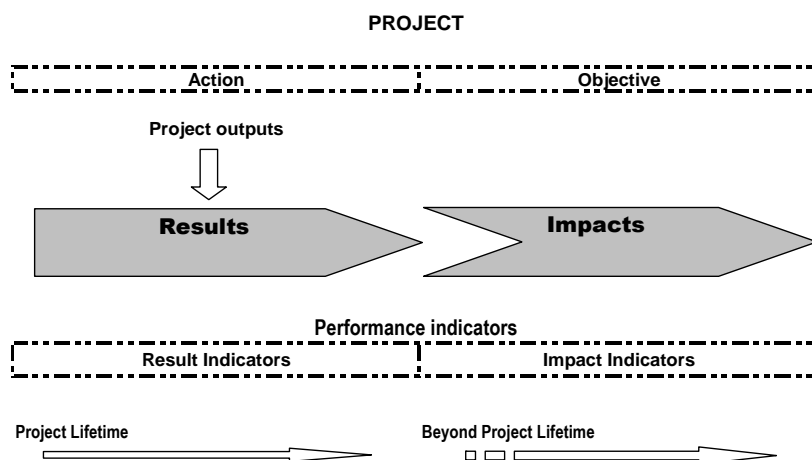 PROJECT
Action Objective
Project outputs
Results Impacts
Performance indicators
Result Indicators Impact Indicators
Project Lifetime Beyond Project Lifetime